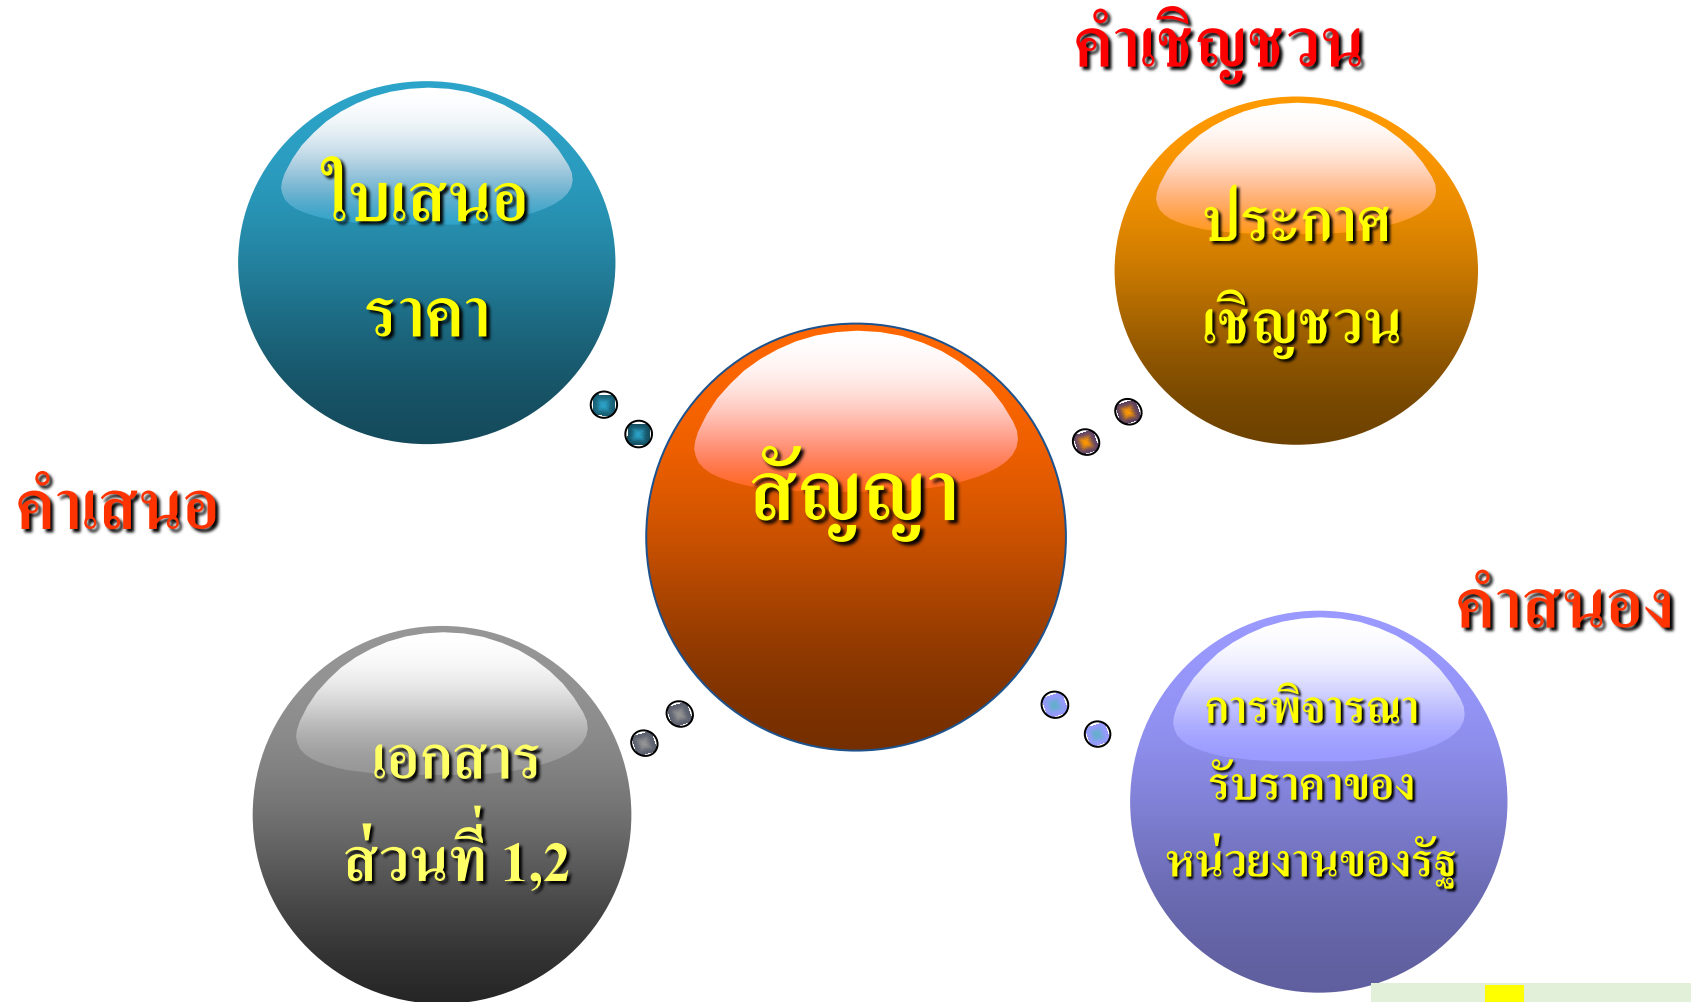 คำเชิญชวน
ใบเสนอ
ราคา
ประกาศ
เชิญชวน
สัญญา
คำเสนอ
คำสนอง
เอกสาร
ส่วนที่ 1,2
การพิจารณา
รับราคาของ
หน่วยงานของรัฐ